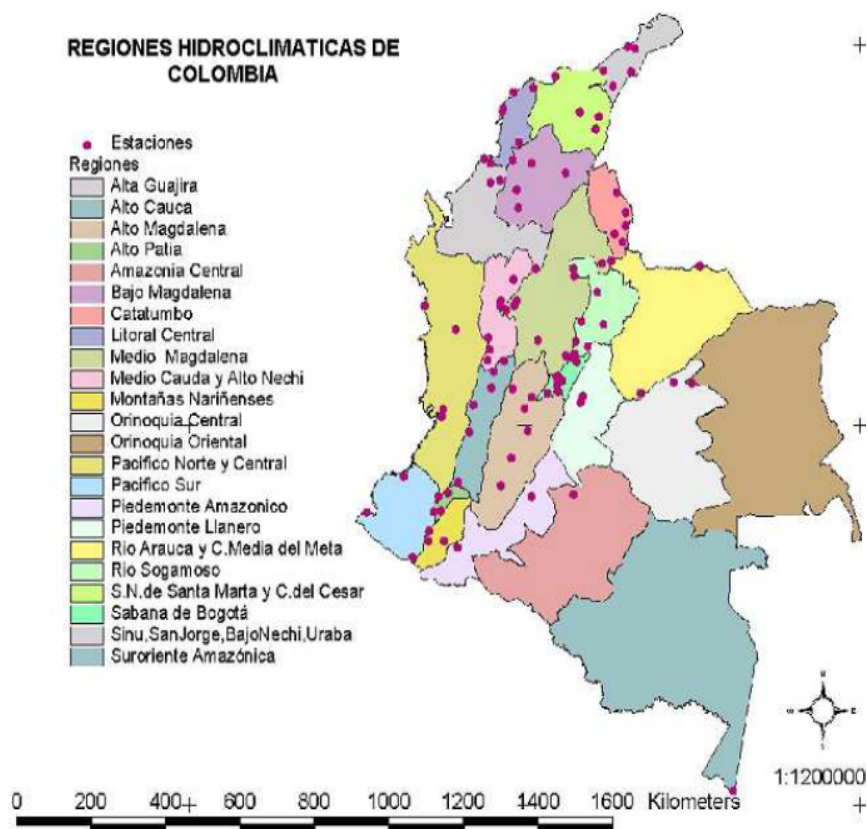 REGIONES HIDROCLIMATICAS DE
COLOMBIA
Estaciones
Regiones
Alta Guajira
Alto Cauca
Alto Magdalena
Alto Patia
Amazonia Central
Bajo Magdalena
Catatumbo
Litoral Central
Medio Magdalena
Medio Cauda y Alto Nechi
Montañas Nariñenses
Orinoquia Central
Orinoquia Oriental
Pacifico Norte y Central
Pacifico Sur
Piedemonte Amazonico
Piedemonte Llanero
Rio Arauca y C.Media del Meta
Rio Sogamoso
S.N.de Santa Marta y C.del Cesar
Sabana de Bogotá
Sinu,SanJorge,BajoNechi,Uraba
Suroriente Amazónica
1:1200000
0 200 400 600 800 1000 1200 1400 1600 Kilometers